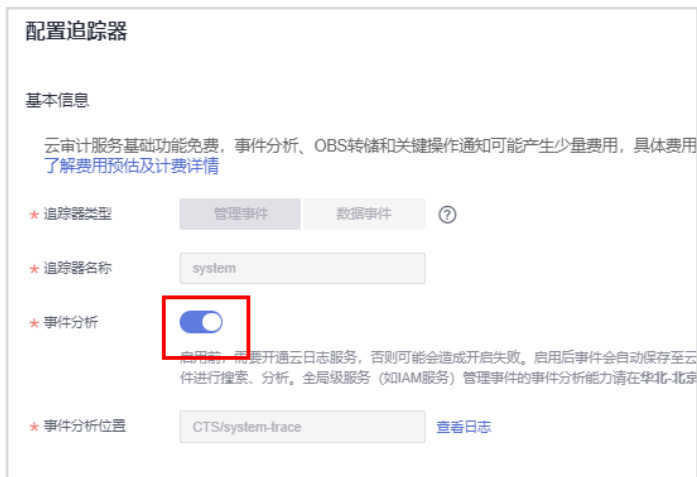 配置追踪器
基本信息
云审计服务基础功能免费，事件分析、OBS转储和关键操作通知可能产生少量费用，具体费用
了解费用预估及计费详情
* 追踪器类型 管理事件 数据事件 ?
* 追踪器名称 system
* 事件分析
启用前，需要开通云日志服务，否则可能会造成开启失败。启用后事件会自动保存至云
件进行搜索、分析。全局级服务（如IAM服务）管理事件的事件分析能力请在华北-北京
* 事件分析位置 CTS/system-trace 查看日志